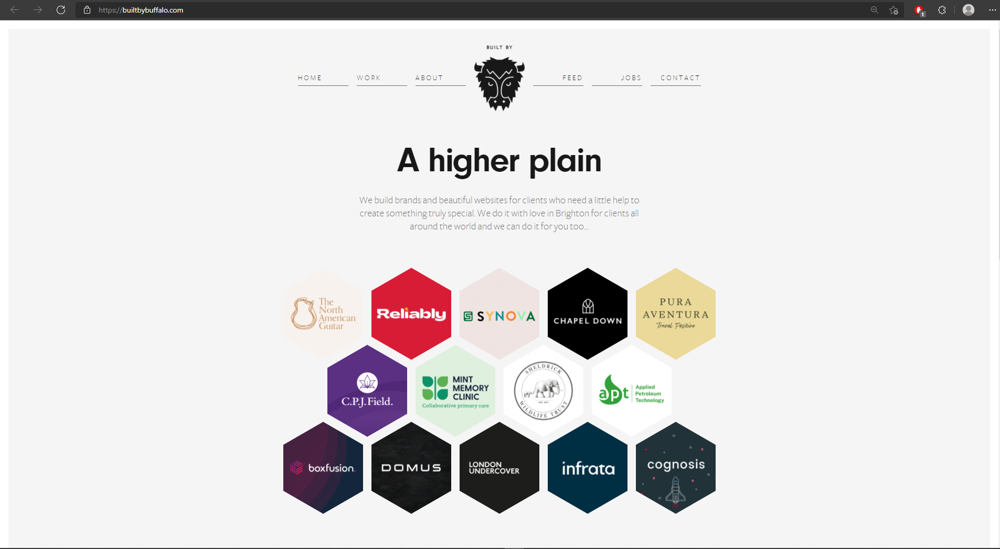 https://builtbybuffalo.com
1
BUILT BY
HOME
WORK
ABOUT
FEED
JOBS
CONTACT
A higher plain
We build brands and beautiful websites for clients who need a little help to
create something truly special. We do it with love in Brighton for clients all
around the world and we can do it for you too...
The
North
American
Guitar
Reliably
SYNOVA
CHAPEL DOWN
PURA
AVENTURA
Travel Positive
C.P.J. Field.
MINT
MEMORY
CLINIC
Collaborative primary care
SHELDRICK
WILDLIFE TRUST
EST. 1977
apt
Applied
Petroleum
Technology
boxfusion.
DOMUS
LONDON
UNDERCOVER
infrata
cognosis